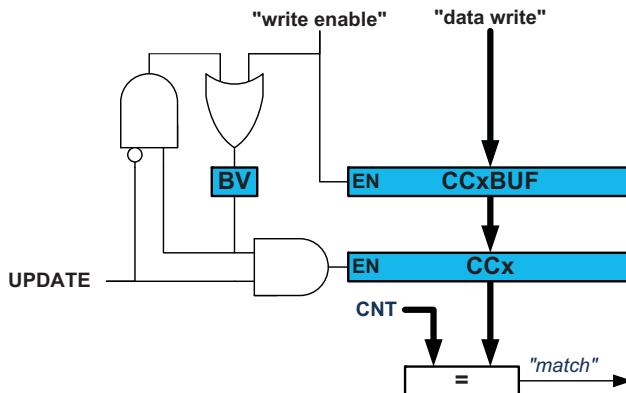 "write enable" "data write"
BV EN CCxBUF
EN CCx
UPDATE
CNT
= "match"